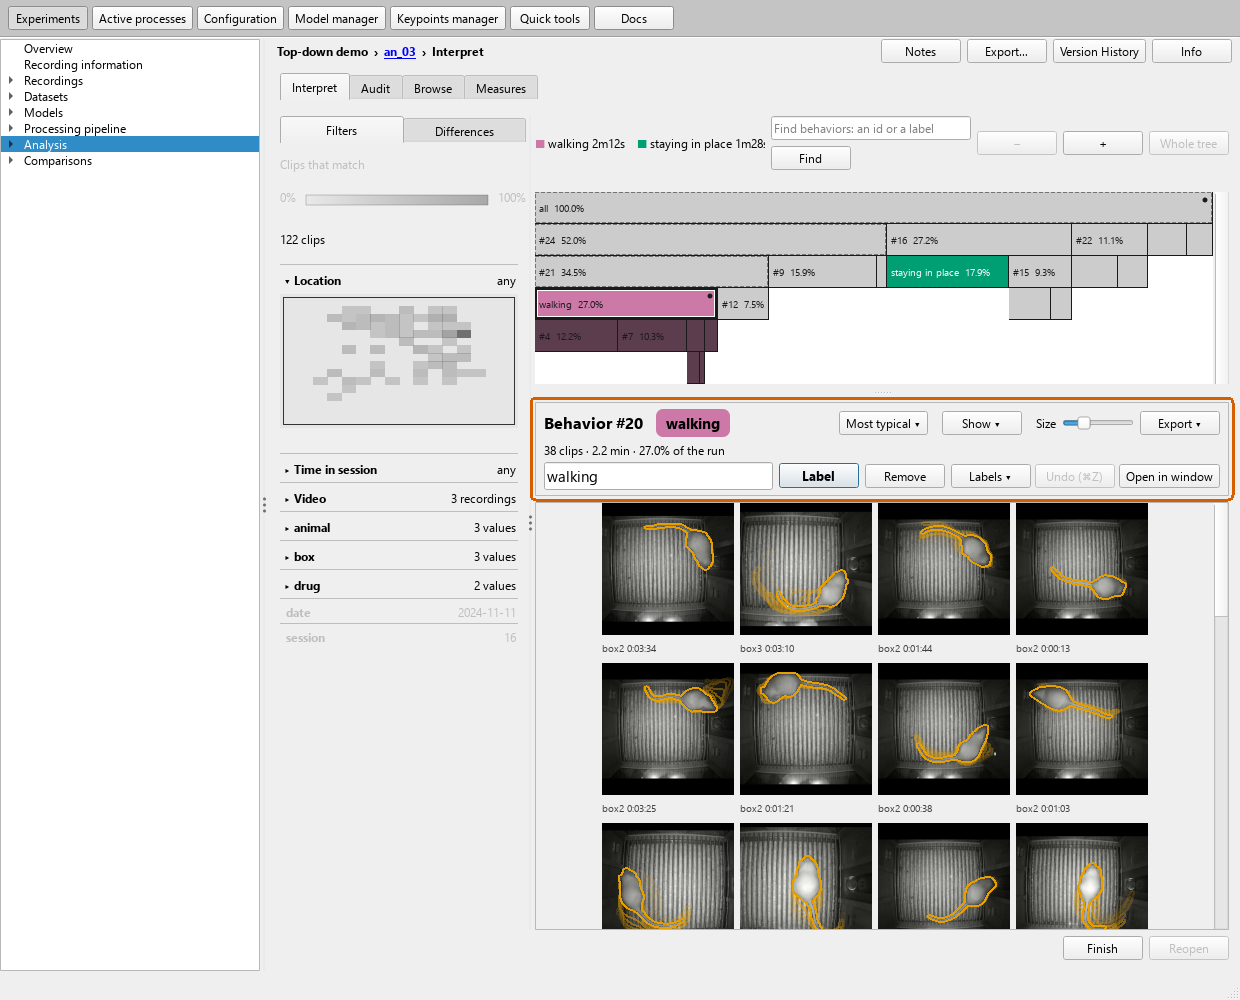 Experiments Active processes Configuration Model manager Keypoints manager Quick tools Docs
Overview
Recording information
Recordings
Datasets
Models
Processing pipeline
Analysis
Comparisons
Top-down demo › an_03 › Interpret
Notes Export... Version History Info
Interpret Audit Browse Measures
Filters Differences
Clips that match
0% 100%
122 clips
Location any
Time in session any
Video 3 recordings
animal 3 values
box 3 values
drug 2 values
date 2024-11-11
session 16
walking 2m12s staying in place 1m28s
Find behaviors: an id or a label
Find
− + Whole tree
all 100.0%
#24 52.0% #16 27.2% #22 11.1%
#21 34.5% #9 15.9% staying in place 17.9% #15 9.3%
walking 27.0% #12 7.5%
#4 12.2% #7 10.3%
Behavior #20 walking Most typical Show Size Export
38 clips · 2.2 min · 27.0% of the run
walking Label Remove Labels Undo (⌘Z) Open in window
box2 0:03:34 box3 0:03:10 box2 0:01:44 box2 0:00:13
box2 0:03:25 box2 0:01:21 box2 0:00:38 box2 0:01:03
Finish Reopen